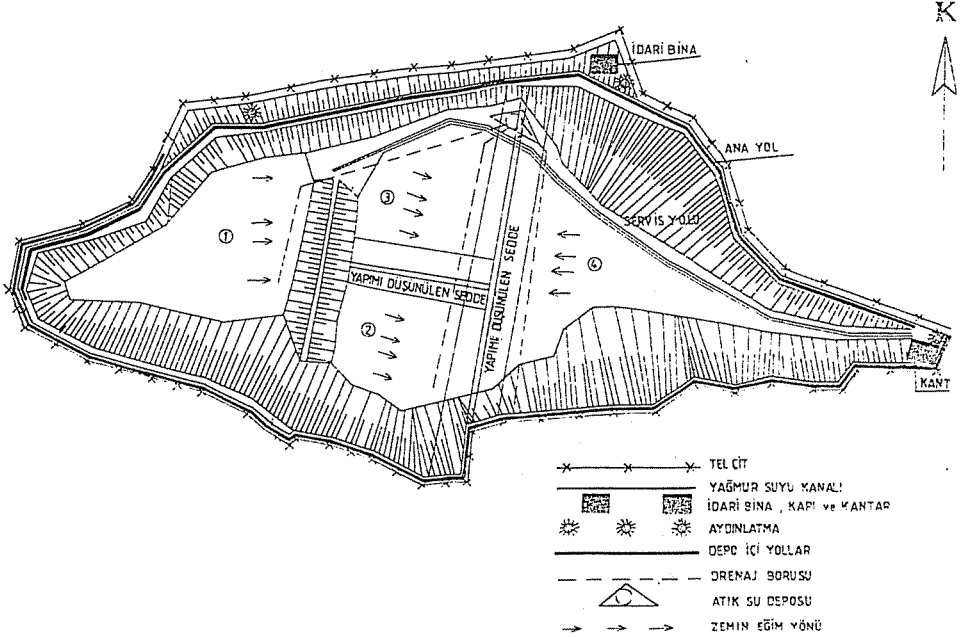 K
İDARİ BİNA
ANA YOL
SERVİS YOLU
①
③
②
④
YAPIMI DÜŞÜNÜLEN SEDDE
YAPIMI DÜŞÜNÜLEN SEDDE
KANT
TEL ÇİT
YAĞMUR SUYU KANALI
İDARİ BİNA , KAPI ve KANTAR
AYDINLATMA
DEPO İÇİ YOLLAR
DRENAJ BORUSU
ATIK SU DEPOSU
ZEMİN EĞİM YÖNÜ